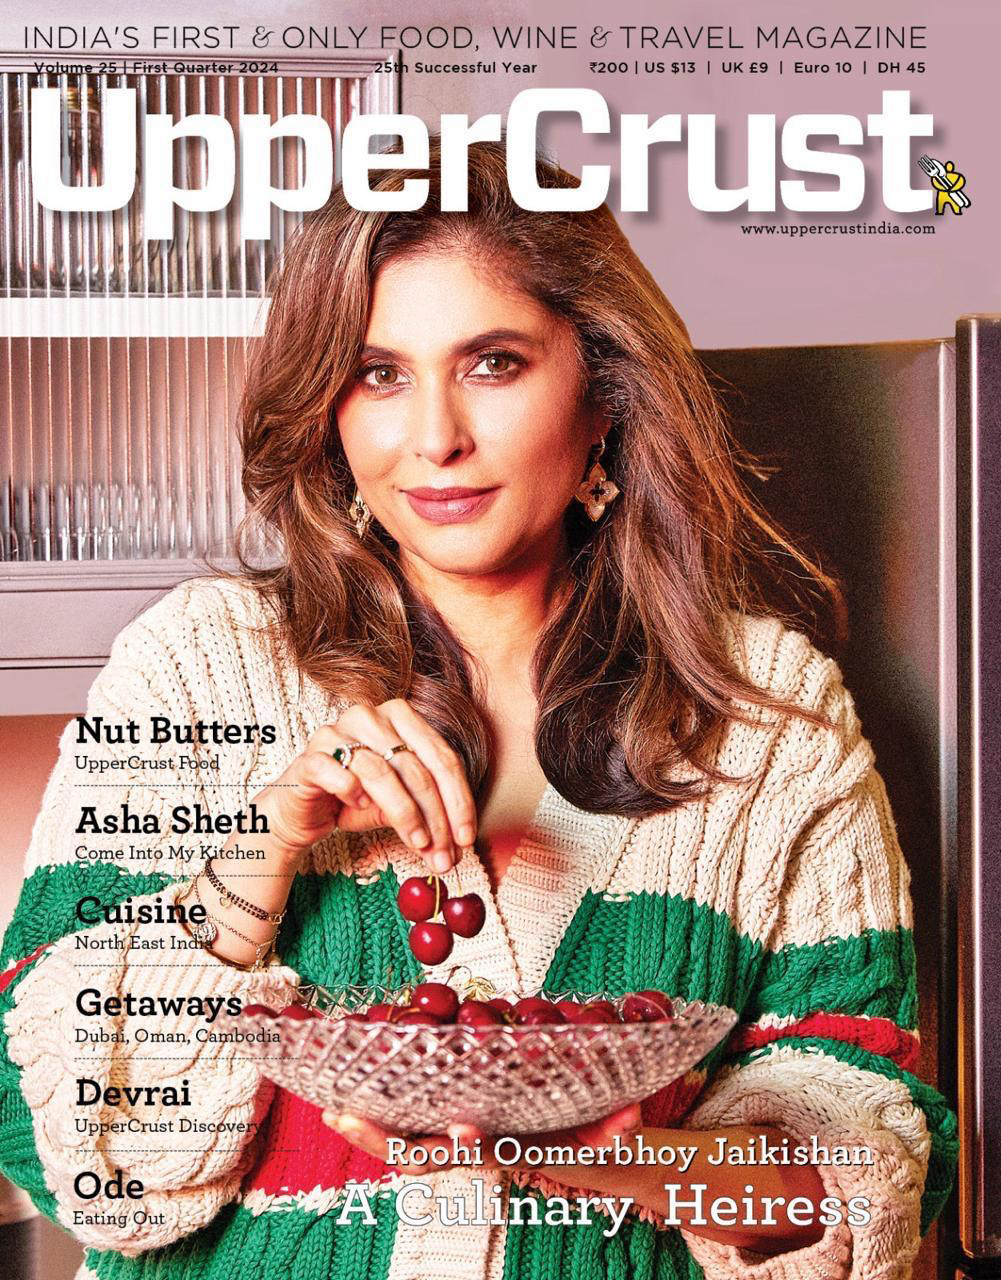 INDIA'S FIRST & ONLY FOOD, WINE & TRAVEL MAGAZINE
Volume 25 | First Quarter 2024
25th Successful Year
₹200 | US $13 | UK £9 | Euro 10 | DH 45
UpperCrust
www.uppercrustindia.com
Nut Butters
UpperCrust Food
Asha Sheth
Come Into My Kitchen
Cuisine
North East India
Getaways
Dubai, Oman, Cambodia
Devrai
UpperCrust Discovery
Ode
Eating Out
Roohi Oomerbhoy Jaikishan
A Culinary Heiress